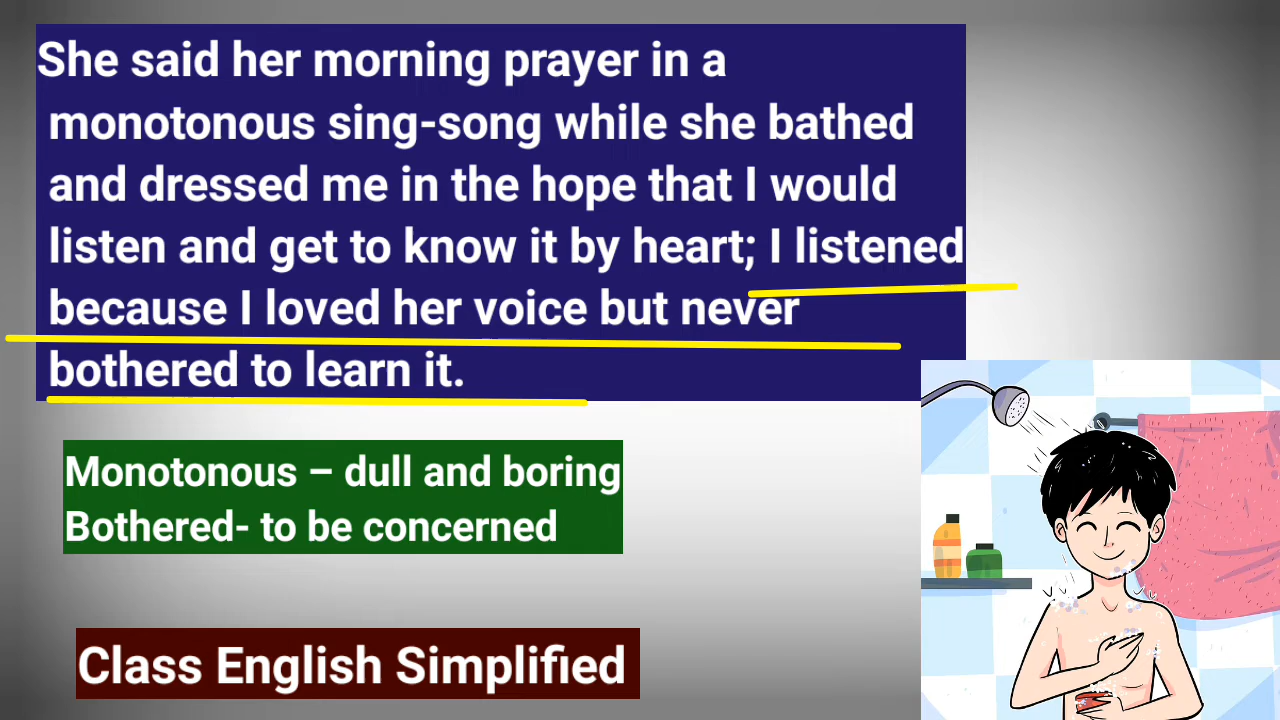 She said her morning prayer in a
monotonous sing-song while she bathed
and dressed me in the hope that I would
listen and get to know it by heart; I listened
because I loved her voice but never
bothered to learn it.
Monotonous – dull and boring
Bothered- to be concerned
Class English Simplified